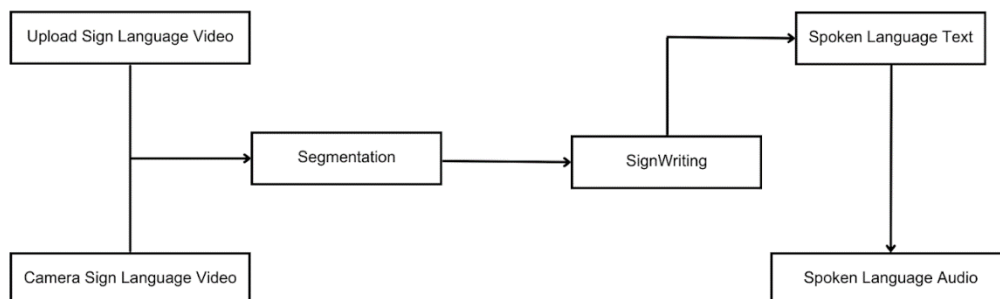 Upload Sign Language Video
Spoken Language Text
Segmentation
SignWriting
Camera Sign Language Video
Spoken Language Audio